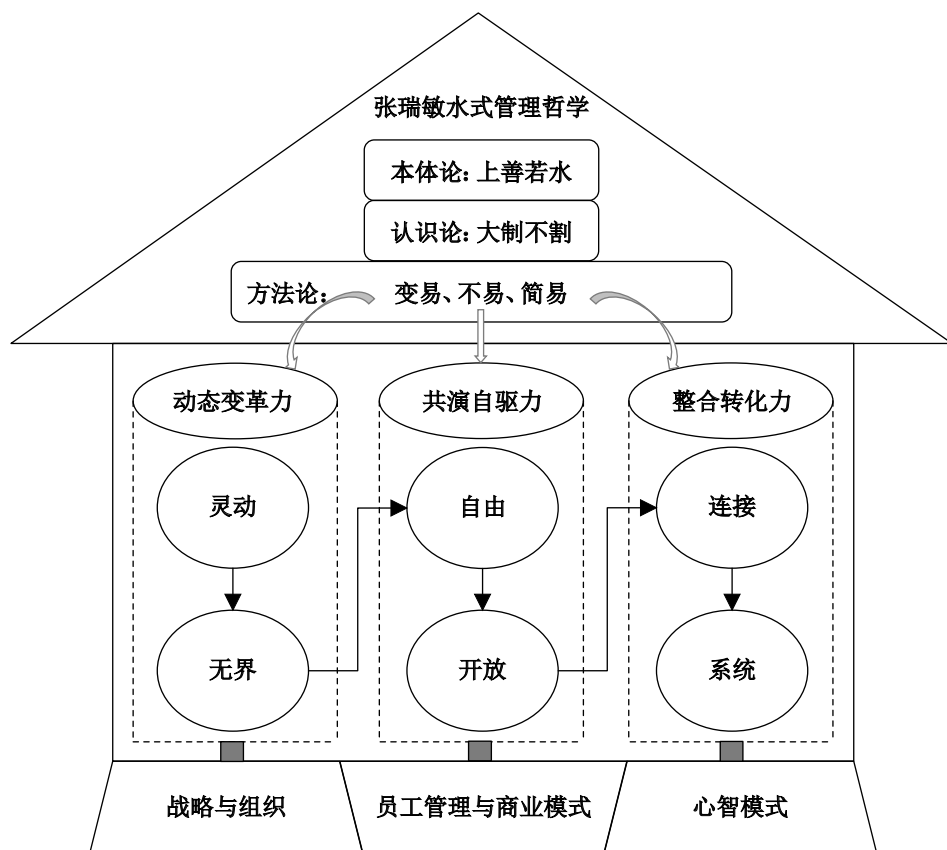 张瑞敏水式管理哲学
本体论：上善若水
认识论：大制不割
方法论： 变易、不易、简易
动态变革力 共演自驱力 整合转化力
灵动 自由 连接
无界 开放 系统
战略与组织 员工管理与商业模式 心智模式